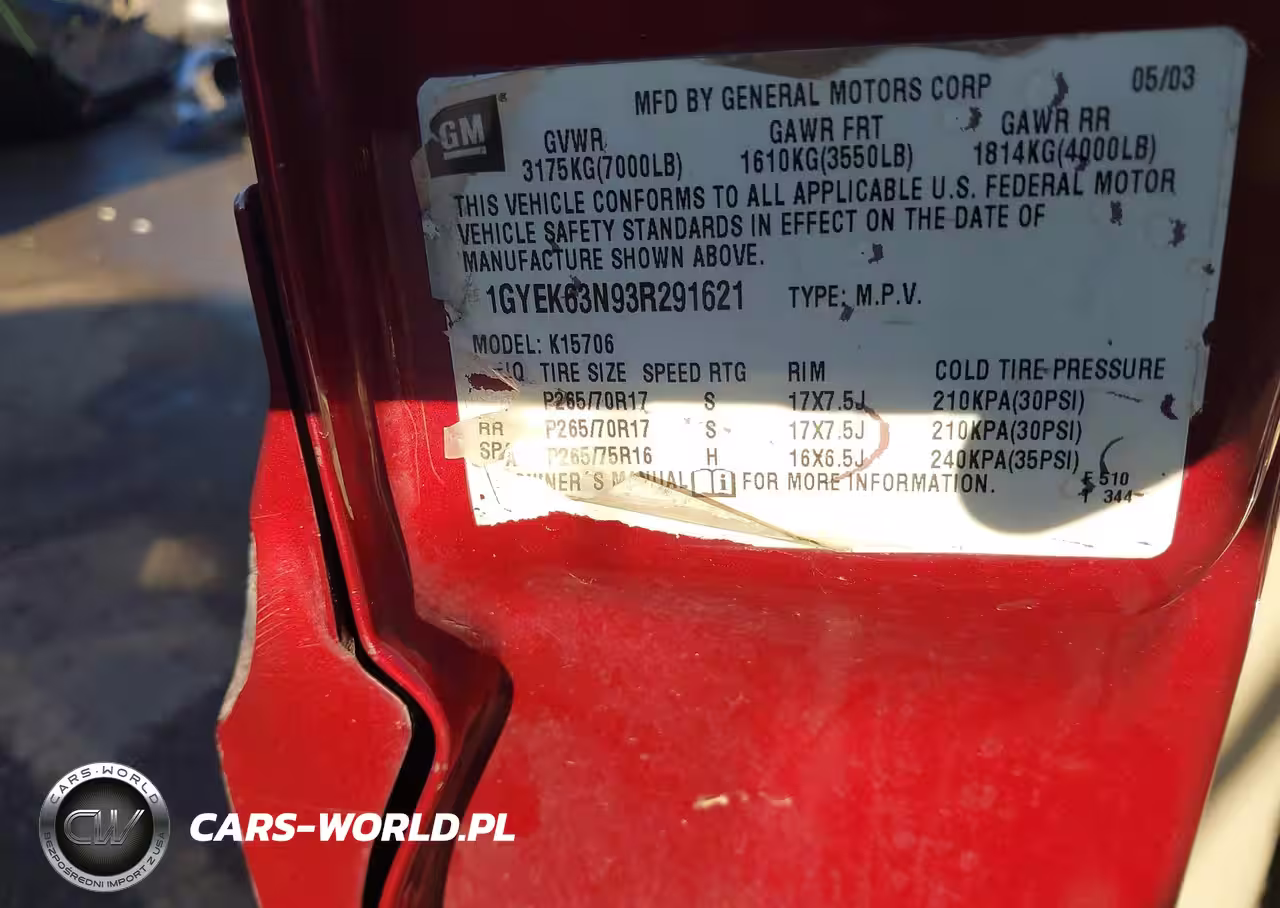 GM
MFD BY GENERAL MOTORS CORP 05/03
GVWR GAWR FRT GAWR RR
3175KG(7000LB) 1610KG(3550LB) 1814KG(4000LB)
THIS VEHICLE CONFORMS TO ALL APPLICABLE U.S. FEDERAL MOTOR
VEHICLE SAFETY STANDARDS IN EFFECT ON THE DATE OF
MANUFACTURE SHOWN ABOVE.
1GYEK63N93R291621 TYPE: M.P.V.
MODEL: K15706
TIRE SIZE SPEED RTG RIM COLD TIRE PRESSURE
P265/70R17 S 17X7.5J 210KPA(30PSI)
RR P265/70R17 S 17X7.5J 210KPA(30PSI)
P265/75R16 H 16X6.5J 240KPA(35PSI)
FOR MORE INFORMATION.
510
344
CARS-WORLD
CW
BEZPOŚREDNI IMPORT Z USA
CARS-WORLD.PL